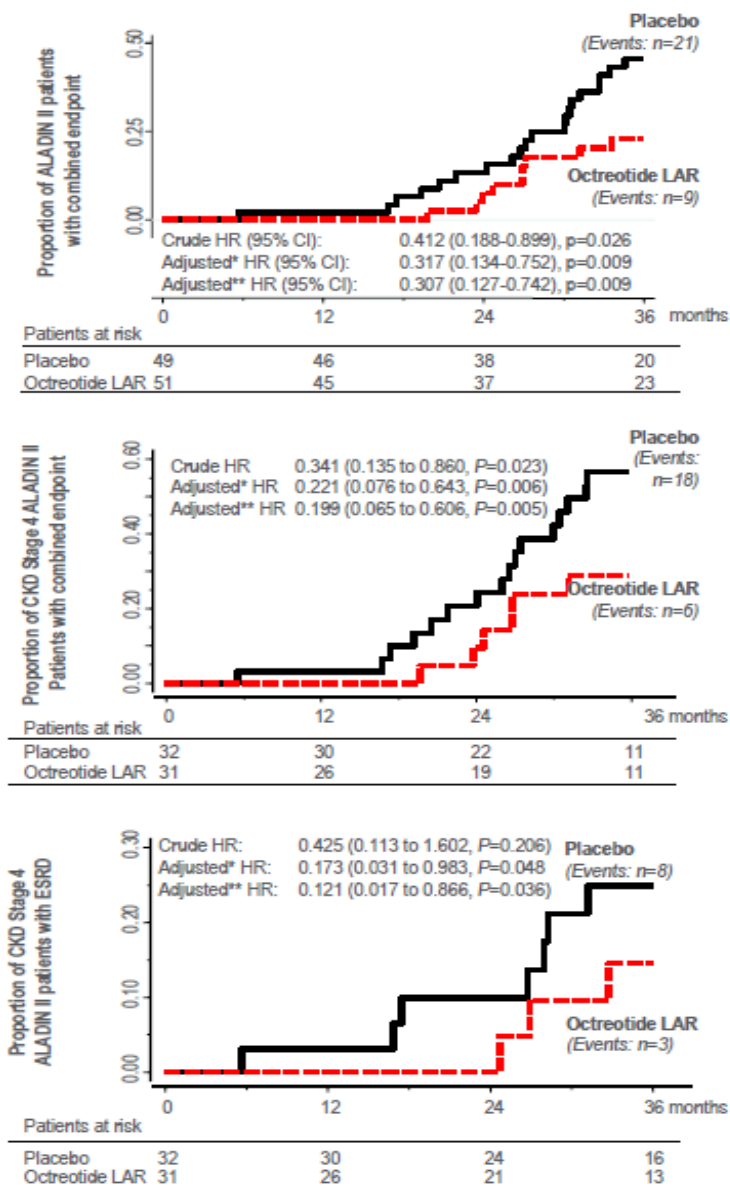 Placebo
(Events: n=21)
Proportion of ALADIN II patients
with combined endpoint
0.50
0.25
0.00
Octreotide LAR
(Events: n=9)
Crude HR (95% CI): 0.412 (0.188-0.899), p=0.026
Adjusted* HR (95% CI): 0.317 (0.134-0.752), p=0.009
Adjusted** HR (95% CI): 0.307 (0.127-0.742), p=0.009
0 12 24 36 months
Patients at risk
Placebo 49 46 38 20
Octreotide LAR 51 45 37 23
Placebo
(Events:
n=18)
Proportion of CKD Stage 4 ALADIN II
Patients with combined endpoint
0.60
0.40
0.20
0.00
Crude HR 0.341 (0.135 to 0.860, P=0.023)
Adjusted* HR 0.221 (0.076 to 0.643, P=0.006)
Adjusted** HR 0.199 (0.065 to 0.606, P=0.005)
Octreotide LAR
(Events: n=6)
0 12 24 36 months
Patients at risk
Placebo 32 30 22 11
Octreotide LAR 31 26 19 11
Proportion of CKD Stage 4
ALADIN II patients with ESRD
0.30
0.20
0.10
0.00
Crude HR: 0.425 (0.113 to 1.602, P=0.206)
Adjusted* HR: 0.173 (0.031 to 0.983, P=0.048
Adjusted** HR: 0.121 (0.017 to 0.866, P=0.036)
Placebo
(Events: n=8)
Octreotide LAR
(Events: n=3)
0 12 24 36 months
Patients at risk
Placebo 32 30 24 16
Octreotide LAR 31 26 21 13